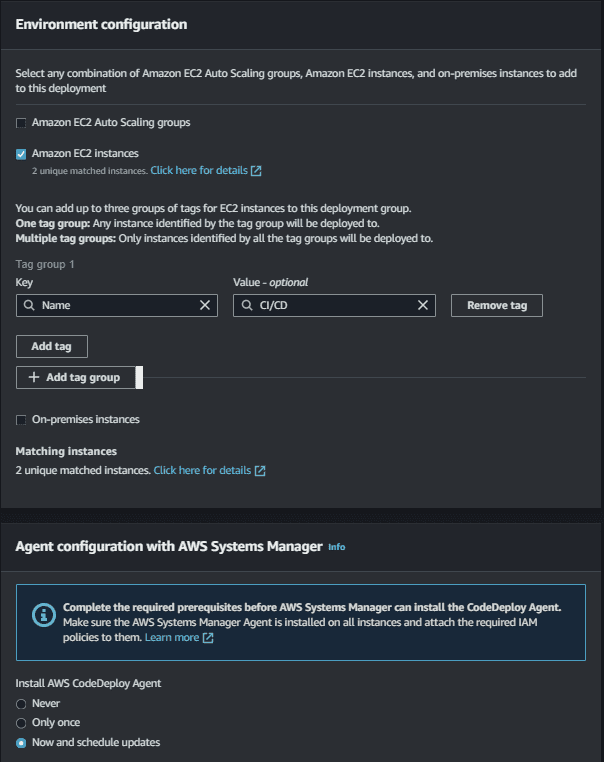 Environment configuration
Select any combination of Amazon EC2 Auto Scaling groups, Amazon EC2 instances, and on-premises instances to add
to this deployment
Amazon EC2 Auto Scaling groups
Amazon EC2 instances
2 unique matched instances. Click here for details
You can add up to three groups of tags for EC2 instances to this deployment group.
One tag group: Any instance identified by the tag group will be deployed to.
Multiple tag groups: Only instances identified by all the tag groups will be deployed to.
Tag group 1
Key Value - optional
Name CI/CD Remove tag
Add tag
Add tag group
On-premises instances
Matching instances
2 unique matched instances. Click here for details
Agent configuration with AWS Systems Manager Info
Complete the required prerequisites before AWS Systems Manager can install the CodeDeploy Agent.
Make sure the AWS Systems Manager Agent is installed on all instances and attach the required IAM
policies to them. Learn more
Install AWS CodeDeploy Agent
Never
Only once
Now and schedule updates